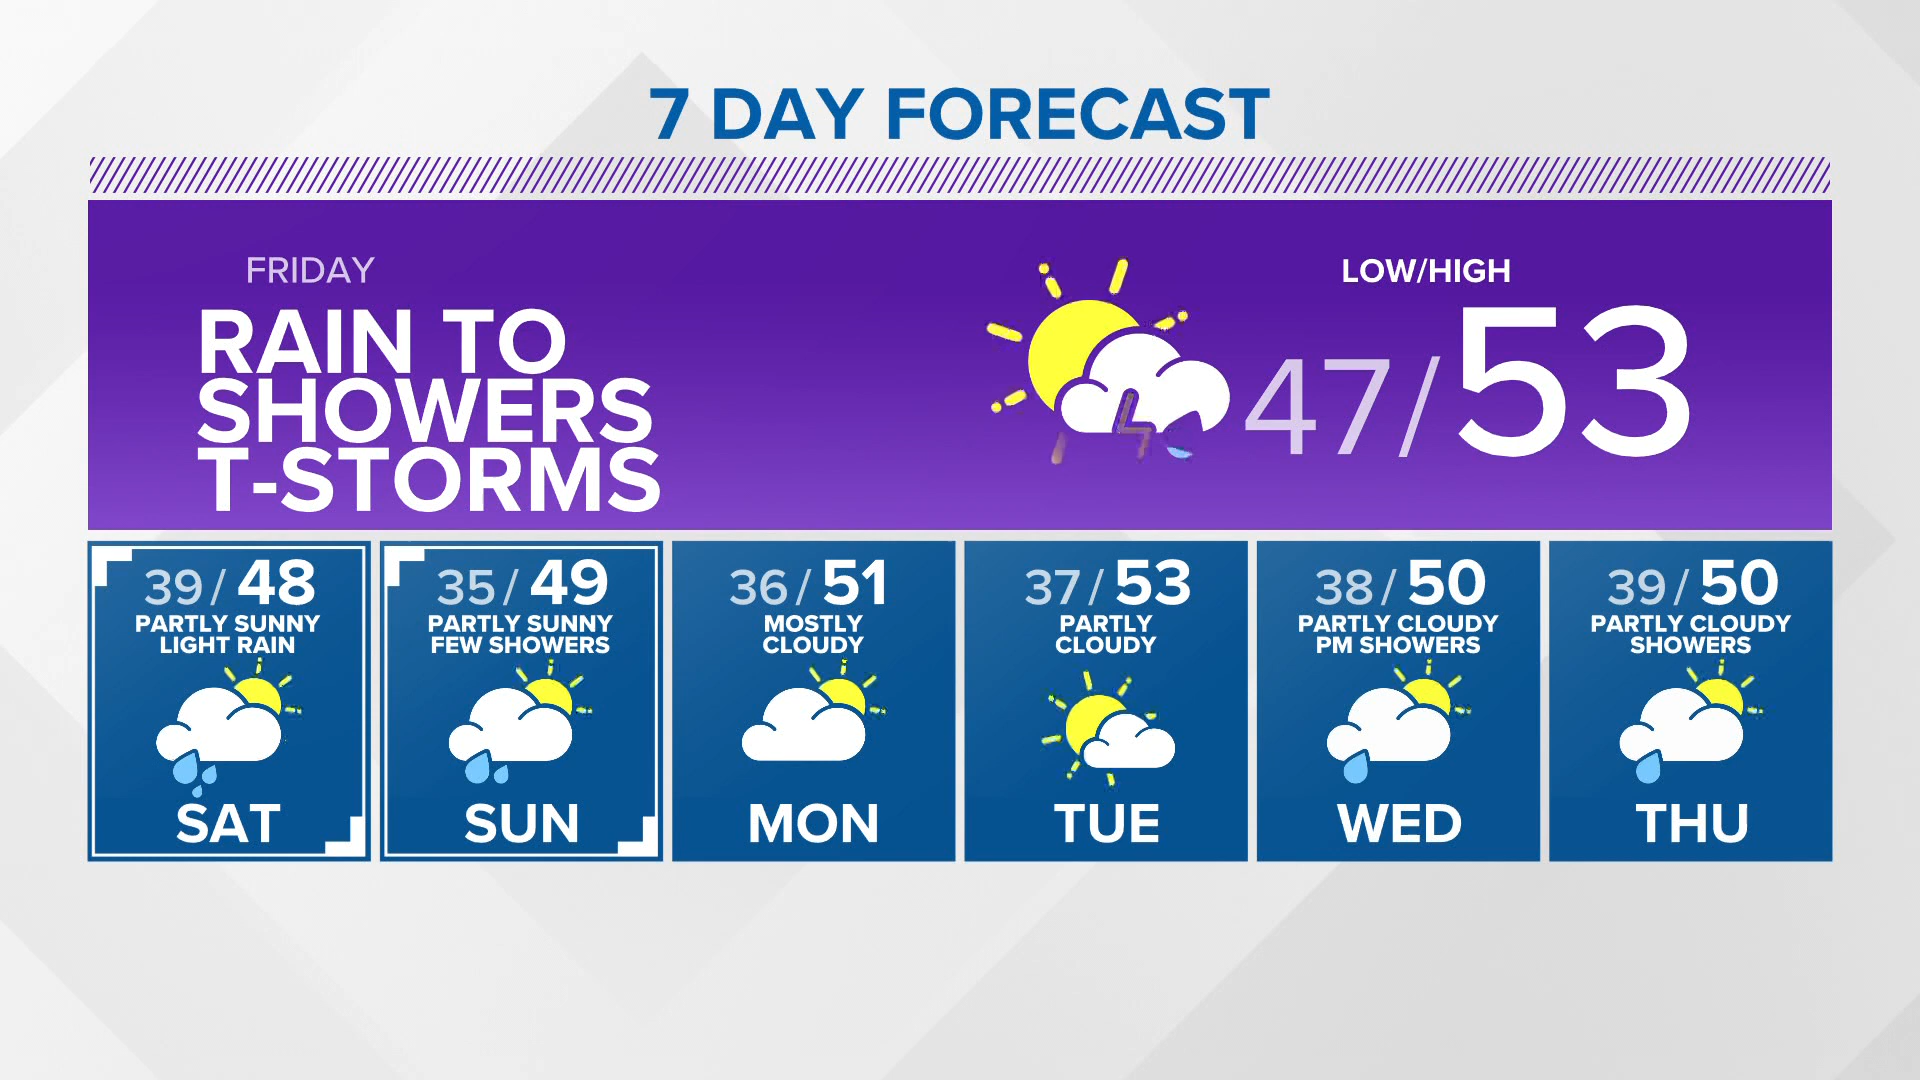 7 DAY FORECAST
FRIDAY
RAIN TO
SHOWERS
T-STORMS
LOW/HIGH
47/53
39/48
PARTLY SUNNY
LIGHT RAIN
SAT
35/49
PARTLY SUNNY
FEW SHOWERS
SUN
36/51
MOSTLY
CLOUDY
MON
37/53
PARTLY
CLOUDY
TUE
38/50
PARTLY CLOUDY
PM SHOWERS
WED
39/50
PARTLY CLOUDY
SHOWERS
THU